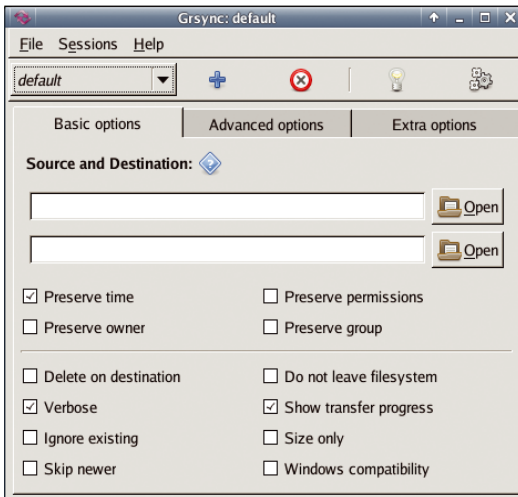 Grsync: default
File Sessions Help
default
Basic options Advanced options Extra options
Source and Destination:
Open
Open
Preserve time Preserve permissions
Preserve owner Preserve group
Delete on destination Do not leave filesystem
Verbose Show transfer progress
Ignore existing Size only
Skip newer Windows compatibility